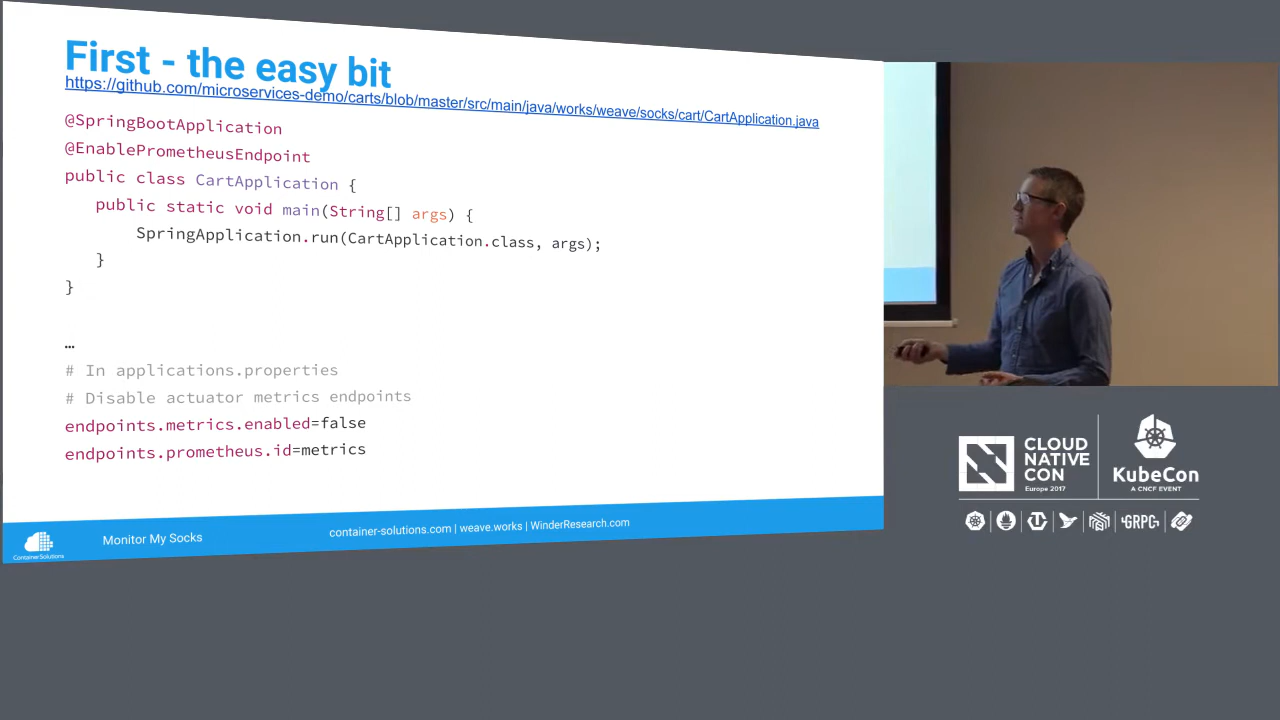 First - the easy bit
https://github.com/microservices-demo/carts/blob/master/src/main/java/works/weave/socks/cart/CartApplication.java
@SpringBootApplication
@EnablePrometheusEndpoint
public class CartApplication {
public static void main(String[] args) {
SpringApplication.run(CartApplication.class, args);
}
}
…
# In applications.properties
# Disable actuator metrics endpoints
endpoints.metrics.enabled=false
endpoints.prometheus.id=metrics
ContainerSolutions
Monitor My Socks
container-solutions.com | weave.works | WinderResearch.com
CLOUD
NATIVE
CON
Europe 2017
KubeCon
A CNCF EVENT
GRPC